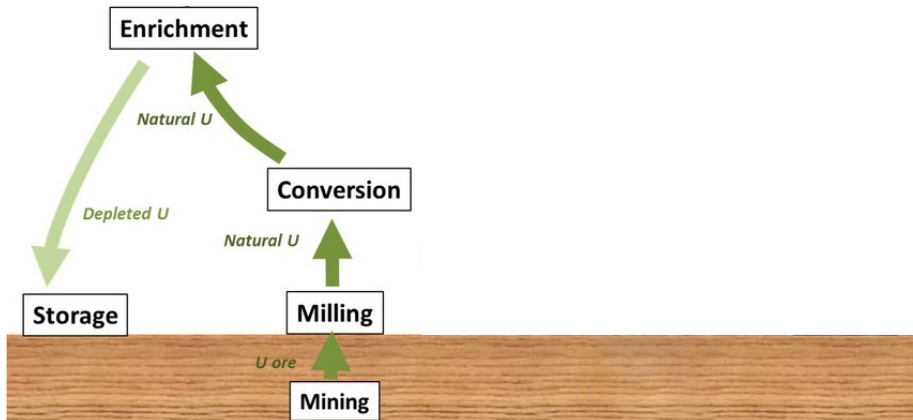 Enrichment
Natural U
Conversion
Depleted U
Natural U
Storage
Milling
U ore
Mining